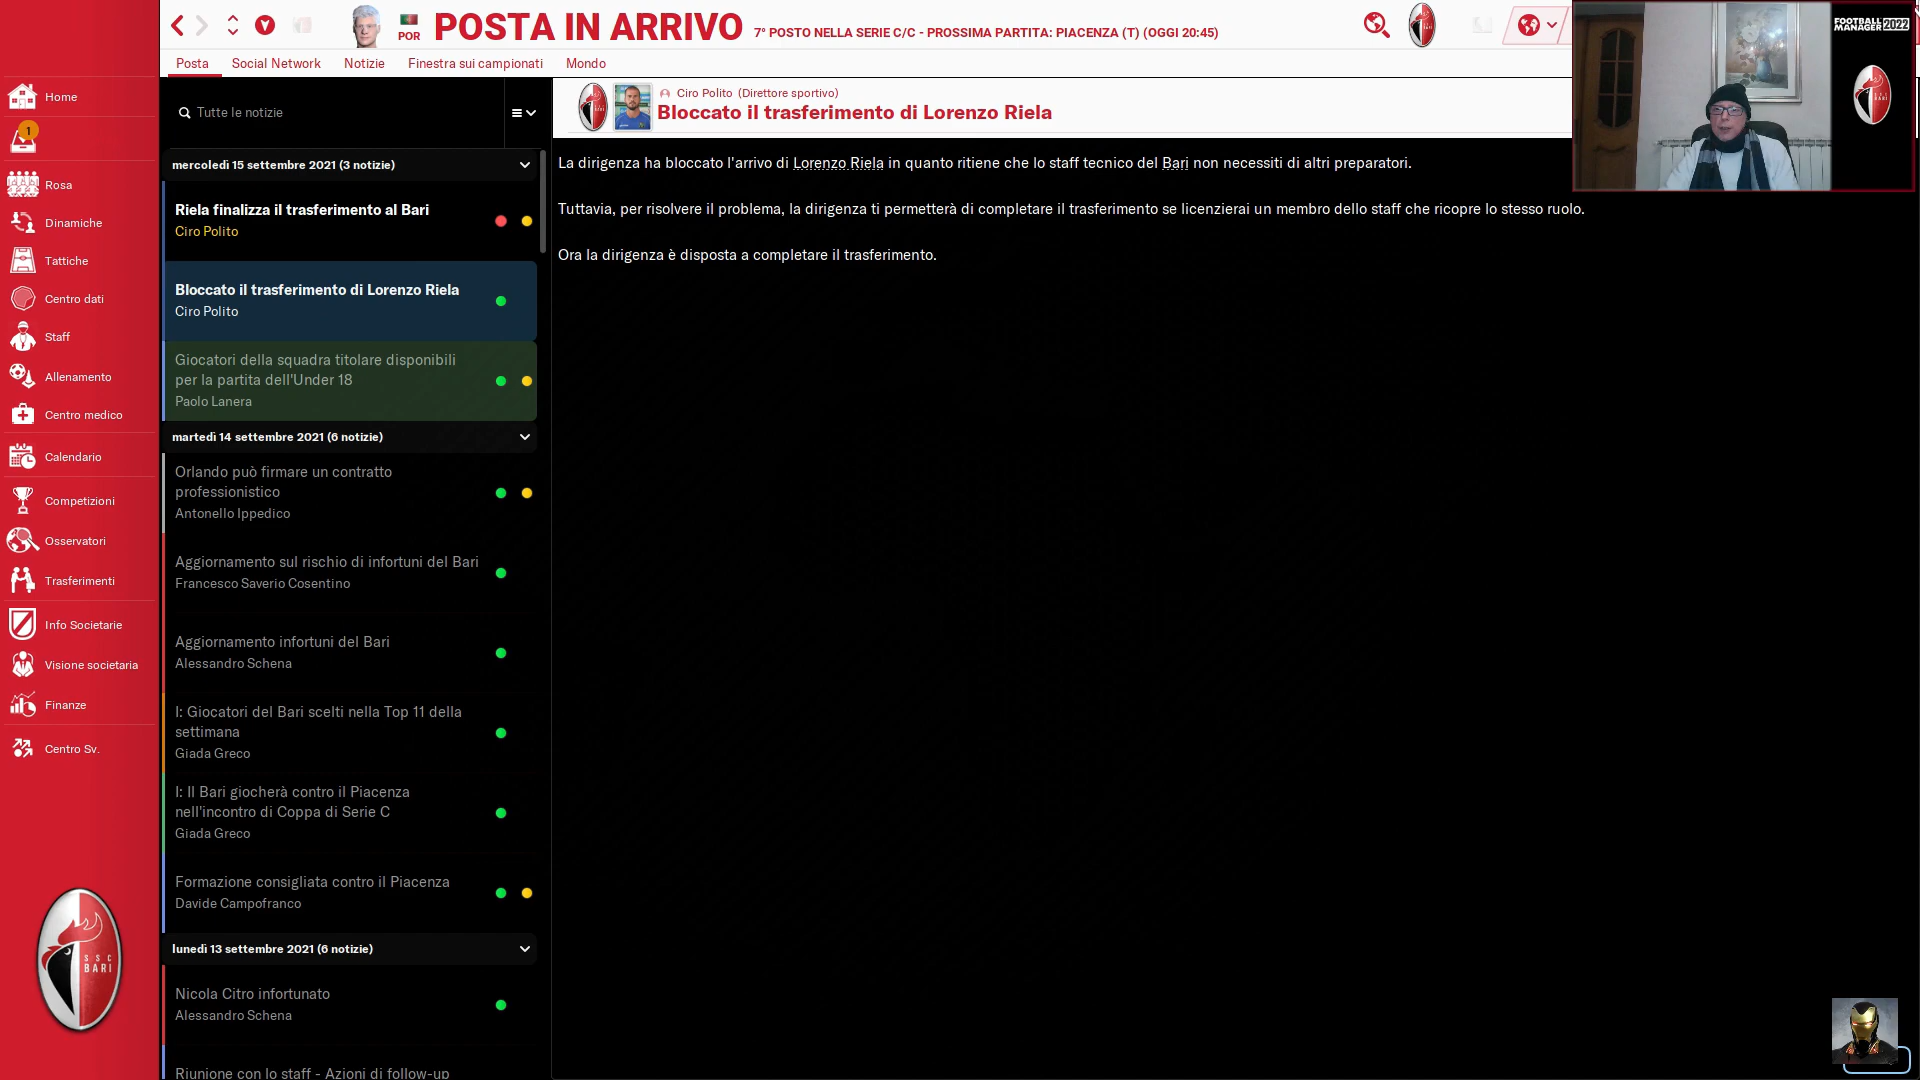 POR
POSTA IN ARRIVO
7° POSTO NELLA SERIE C/C - PROSSIMA PARTITA: PIACENZA (T) (OGGI 20:45)
FOOTBALL
MANAGER 2022
Posta
Social Network
Notizie
Finestra sui campionati
Mondo
Home
1
Rosa
Dinamiche
Tattiche
Centro dati
Staff
Allenamento
Centro medico
Calendario
Competizioni
Osservatori
Trasferimenti
Info Societarie
Visione societaria
Finanze
Centro Sv.
SSC
BARI
Tutte le notizie
mercoledì 15 settembre 2021 (3 notizie)
Riela finalizza il trasferimento al Bari
Ciro Polito
Bloccato il trasferimento di Lorenzo Riela
Ciro Polito
Giocatori della squadra titolare disponibili
per la partita dell'Under 18
Paolo Lanera
martedì 14 settembre 2021 (6 notizie)
Orlando può firmare un contratto
professionistico
Antonello Ippedico
Aggiornamento sul rischio di infortuni del Bari
Francesco Saverio Cosentino
Aggiornamento infortuni del Bari
Alessandro Schena
I: Giocatori del Bari scelti nella Top 11 della
settimana
Giada Greco
I: Il Bari giocherà contro il Piacenza
nell'incontro di Coppa di Serie C
Giada Greco
Formazione consigliata contro il Piacenza
Davide Campofranco
lunedì 13 settembre 2021 (6 notizie)
Nicola Citro infortunato
Alessandro Schena
Riunione con lo staff - Azioni di follow-up
Ciro Polito (Direttore sportivo)
Bloccato il trasferimento di Lorenzo Riela
La dirigenza ha bloccato l'arrivo di Lorenzo Riela in quanto ritiene che lo staff tecnico del Bari non necessiti di altri preparatori.
Tuttavia, per risolvere il problema, la dirigenza ti permetterà di completare il trasferimento se licenzierai un membro dello staff che ricopre lo stesso ruolo.
Ora la dirigenza è disposta a completare il trasferimento.